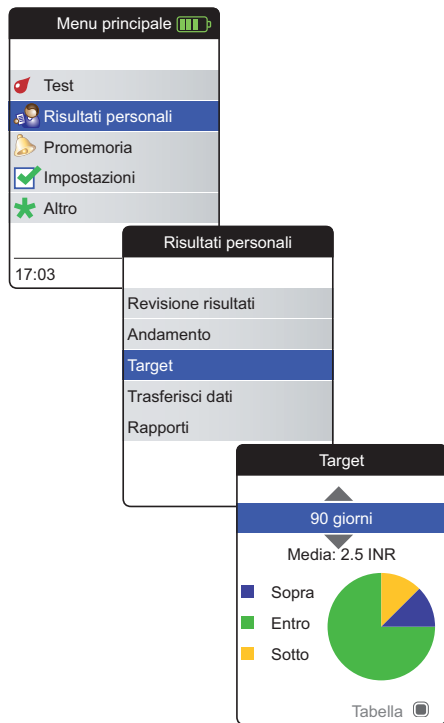 Menu principale
Test
Risultati personali
Promemoria
Impostazioni
Altro
17:03
Risultati personali
Revisione risultati
Andamento
Target
Trasferisci dati
Rapporti
Target
90 giorni
Media: 2.5 INR
Sopra
Entro
Sotto
Tabella